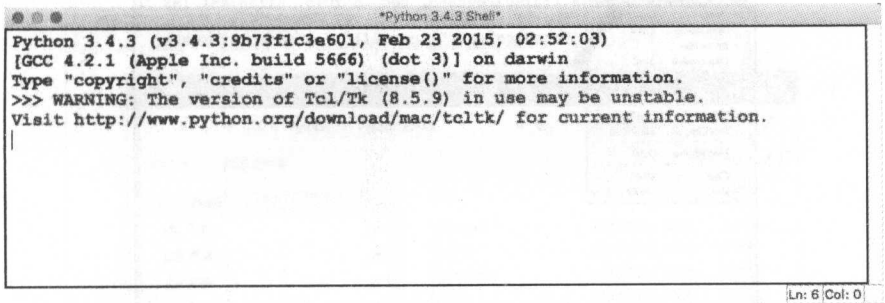 *Python 3.4.3 Shell*
Python 3.4.3 (v3.4.3:9b73f1c3e601, Feb 23 2015, 02:52:03)
[GCC 4.2.1 (Apple Inc. build 5666) (dot 3)] on darwin
Type "copyright", "credits" or "license()" for more information.
>>> WARNING: The version of Tcl/Tk (8.5.9) in use may be unstable.
Visit http://www.python.org/download/mac/tcltk/ for current information.
Ln: 6 Col: 0